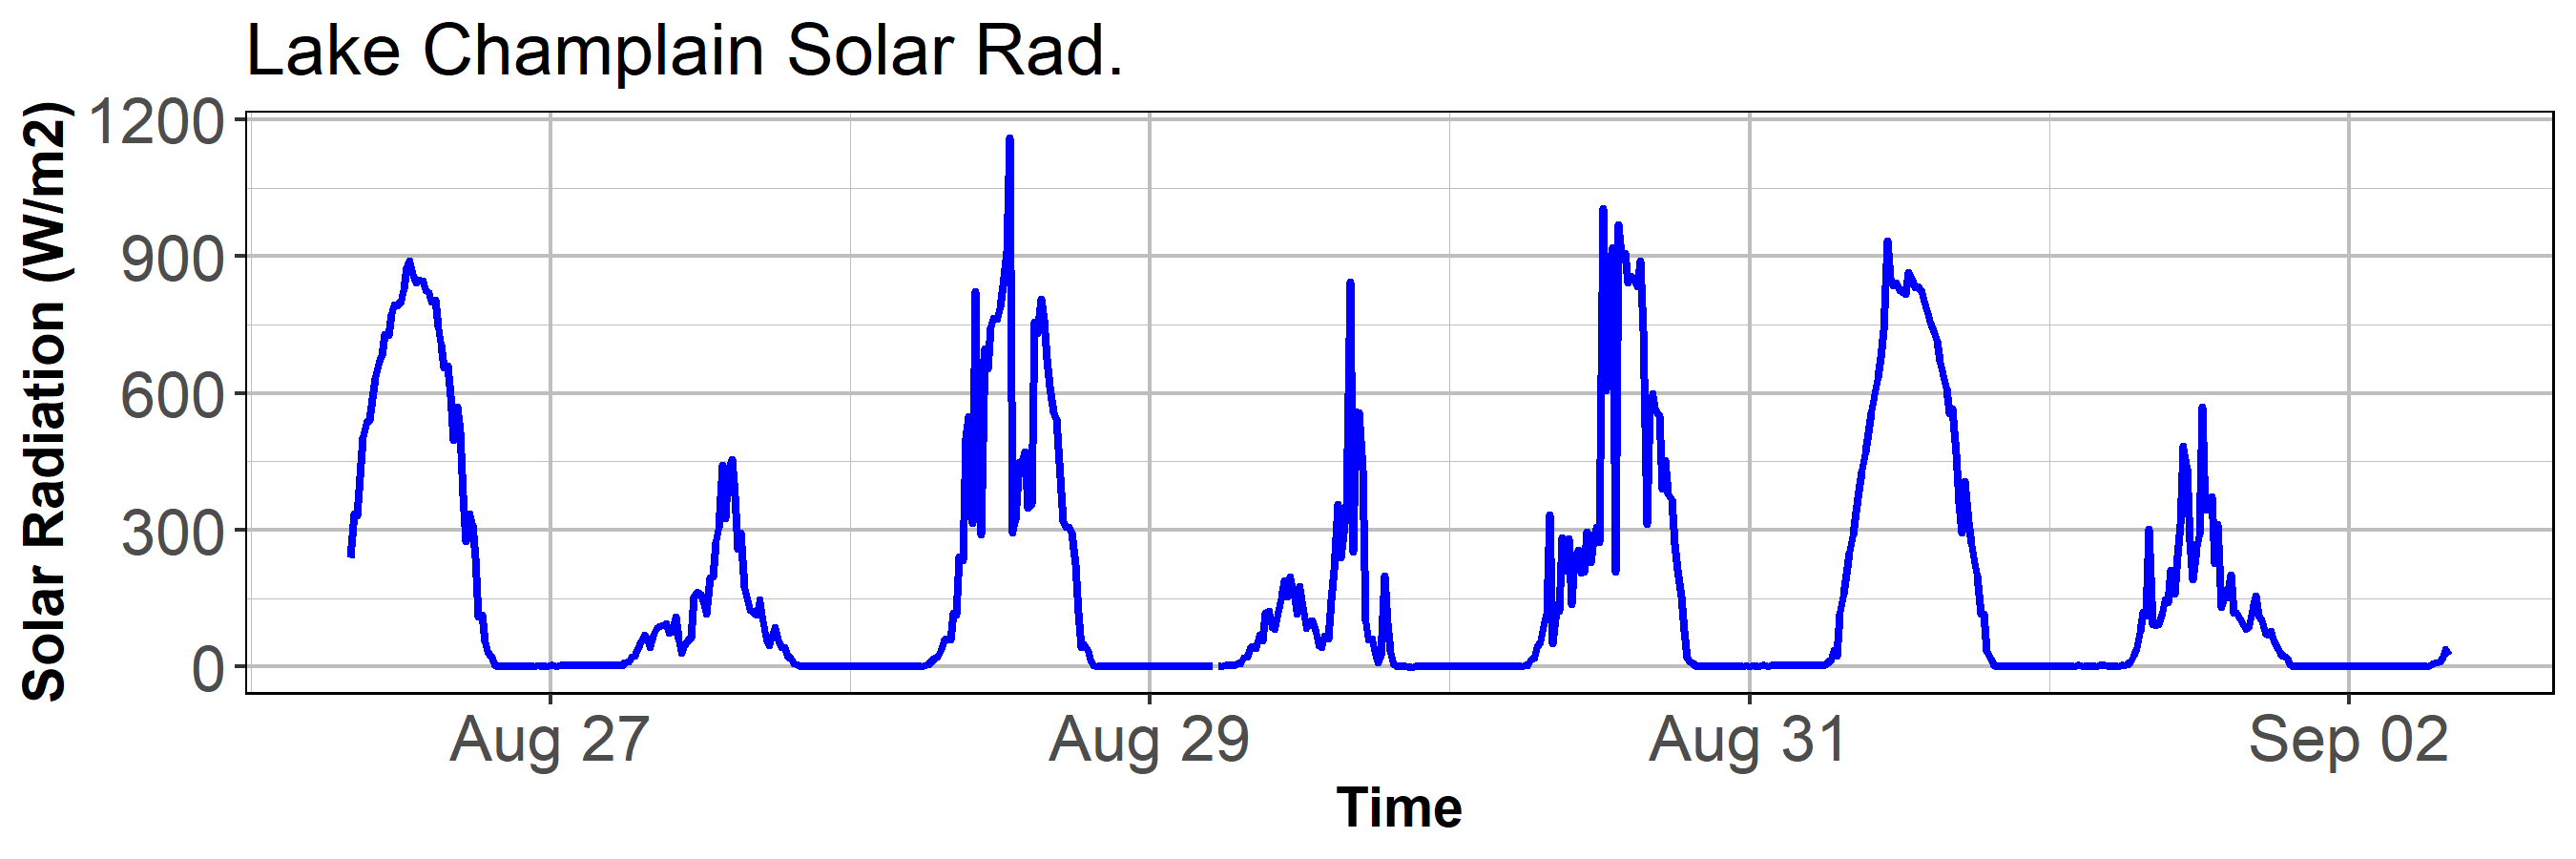 Lake Champlain Solar Rad.
Solar Radiation (W/m2)
1200
900
600
300
0
Aug 27 Aug 29 Aug 31 Sep 02
Time